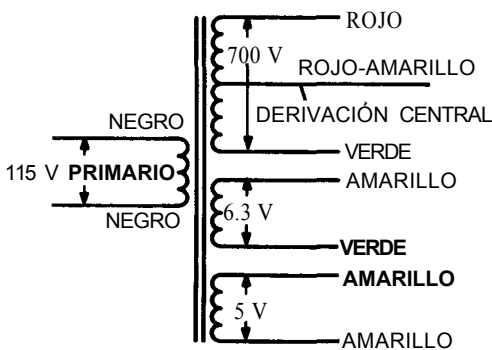 ROJO
700 V
ROJO-AMARILLO
DERIVACIÓN CENTRAL
NEGRO
VERDE
115 V PRIMARIO
AMARILLO
6.3 V
NEGRO
VERDE
AMARILLO
5 V
AMARILLO